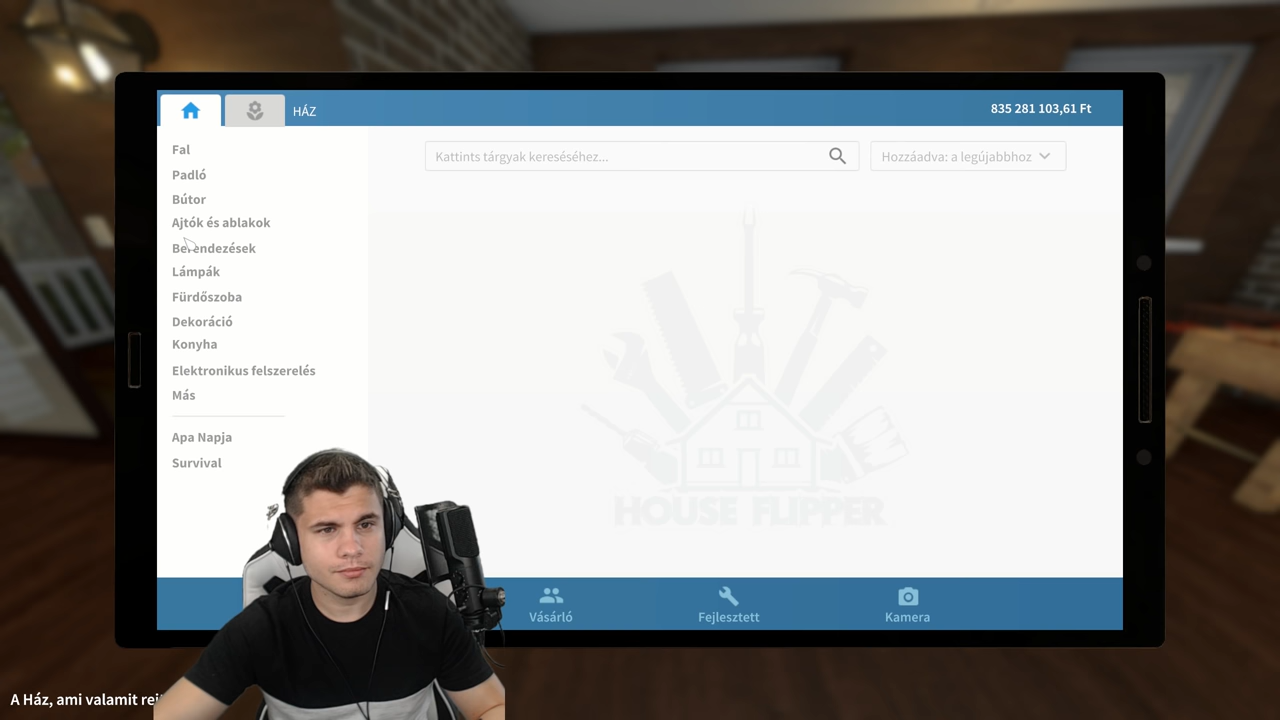 HÁZ
835 281 103,61 Ft
Kattints tárgyak kereséséhez...
Hozzáadva: a legújabbhoz
Fal
Padló
Bútor
Ajtók és ablakok
Berendezések
Lámpák
Fürdőszoba
Dekoráció
Konyha
Elektronikus felszerelés
Más
Apa Napja
Survival
HOUSE FLIPPER
Vásárló
Fejlesztett
Kamera
A Ház, ami valamit